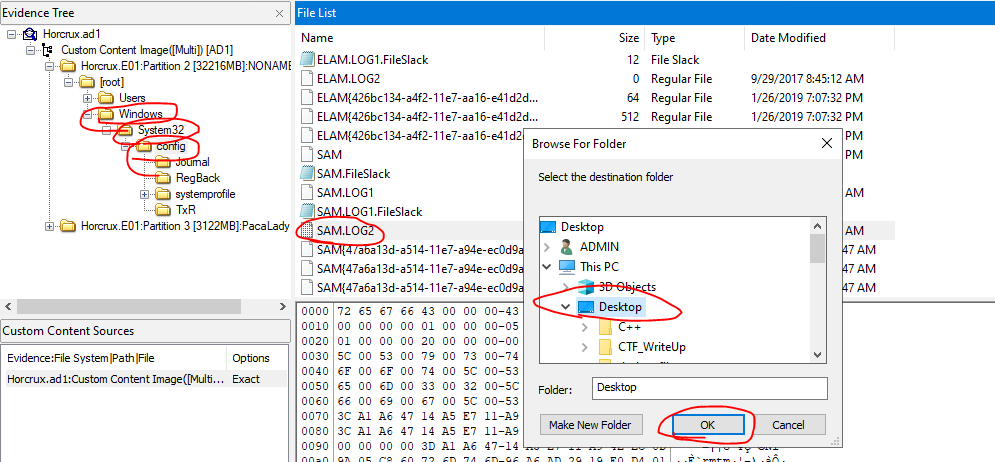 Evidence Tree
Horcrux.ad1
Custom Content Image([Multi]) [AD1]
Horcrux.E01:Partition 2 [32216MB]:NONAME
[root]
Users
Windows
System32
config
Journal
RegBack
systemprofile
TxR
Horcrux.E01:Partition 3 [3122MB]:PacaLady
Custom Content Sources
Evidence:File System|Path|File Options
Horcrux.ad1:Custom Content Image([Multi... Exact
File List
Name Size Type Date Modified
ELAM.LOG1.FileSlack 12 File Slack
ELAM.LOG2 0 Regular File 9/29/2017 8:45:12 AM
ELAM{426bc134-a4f2-11e7-aa16-e41d2d... 64 Regular File 1/26/2019 7:07:32 PM
ELAM{426bc134-a4f2-11e7-aa16-e41d2d... 512 Regular File 1/26/2019 7:07:32 PM
ELAM{426bc134-a4f2-11e7-aa16-e41d2d... PM
SAM PM
SAM.FileSlack
SAM.LOG1 AM
SAM.LOG1.FileSlack
SAM.LOG2 AM
SAM{47a6a13d-a514-11e7-a94e-ec0d9a 47 AM
SAM{47a6a13d-a514-11e7-a94e-ec0d9a 47 AM
SAM{47a6a13d-a514-11e7-a94e-ec0d9a 47 AM
0000 72 65 67 66 43 00 00 00-43
0010 00 00 00 00 01 00 00 00-05
0020 01 00 00 00 20 00 00 00-00
0030 5C 00 53 00 79 00 73 00-74
0040 6F 00 6F 00 74 00 5C 00-53
0050 65 00 6D 00 33 00 32 00-5C
0060 66 00 69 00 67 00 5C 00-53
0070 3C A1 A6 47 14 A5 E7 11-A9
0080 3C A1 A6 47 14 A5 E7 11-A9
0090 00 00 00 00 3D A1 A6 47-14
00a0
Browse For Folder
Select the destination folder
Desktop
ADMIN
This PC
3D Objects
Desktop
C++
CTF_WriteUp
Folder: Desktop
Make New Folder OK Cancel